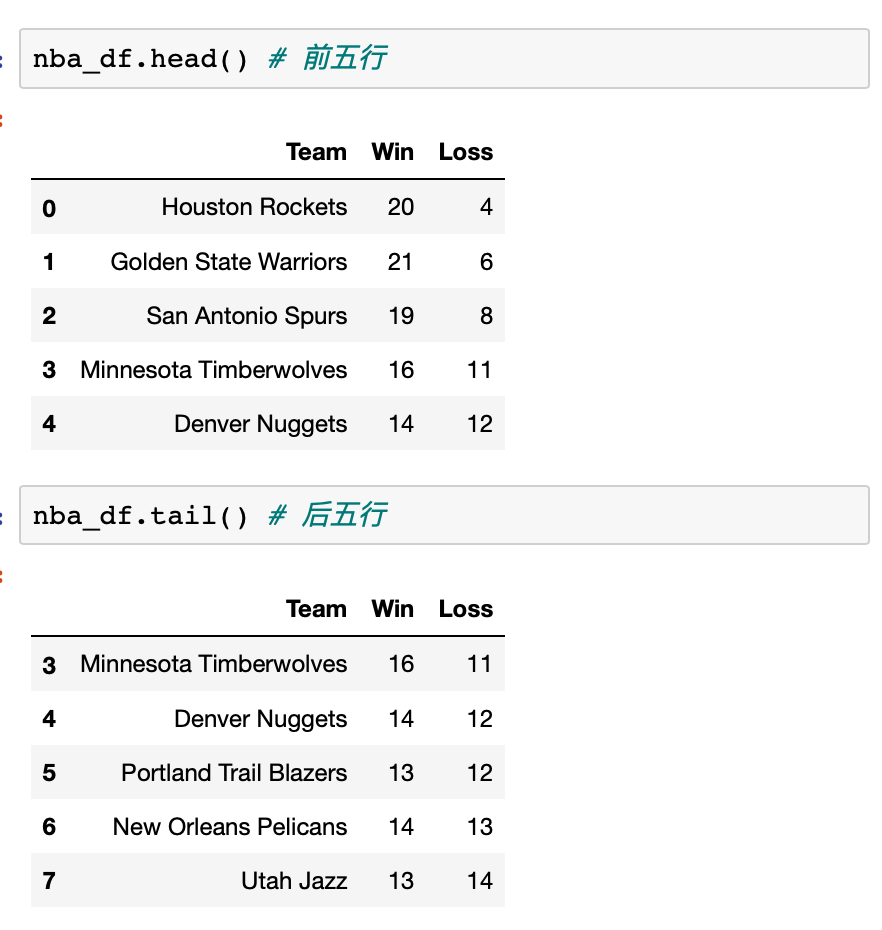 nba_df.head() # 前五行
Team Win Loss
0 Houston Rockets 20 4
1 Golden State Warriors 21 6
2 San Antonio Spurs 19 8
3 Minnesota Timberwolves 16 11
4 Denver Nuggets 14 12
nba_df.tail() # 后五行
Team Win Loss
3 Minnesota Timberwolves 16 11
4 Denver Nuggets 14 12
5 Portland Trail Blazers 13 12
6 New Orleans Pelicans 14 13
7 Utah Jazz 13 14